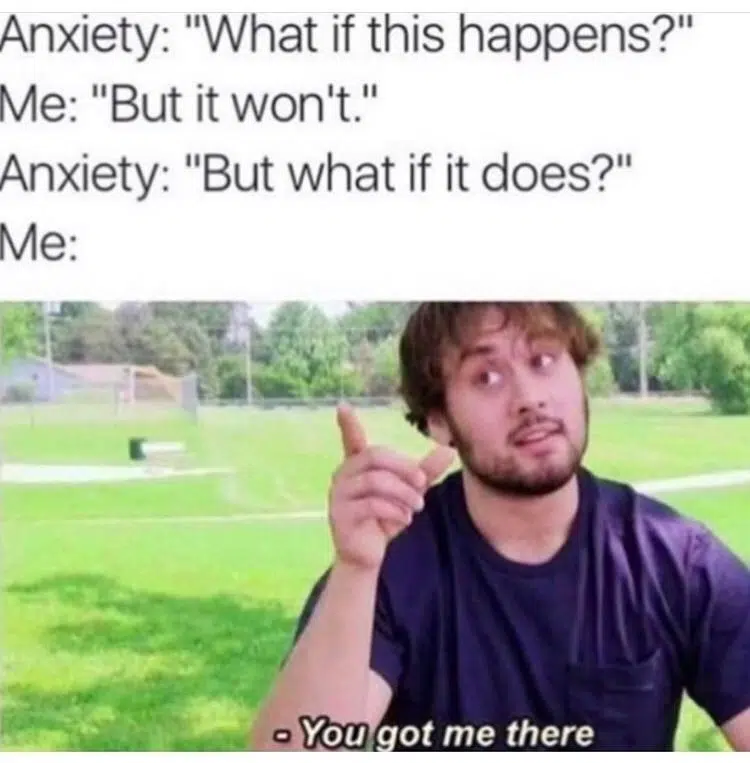 Anxiety: "What if this happens?"
Me: "But it won't."
Anxiety: "But what if it does?"
Me:
- You got me there